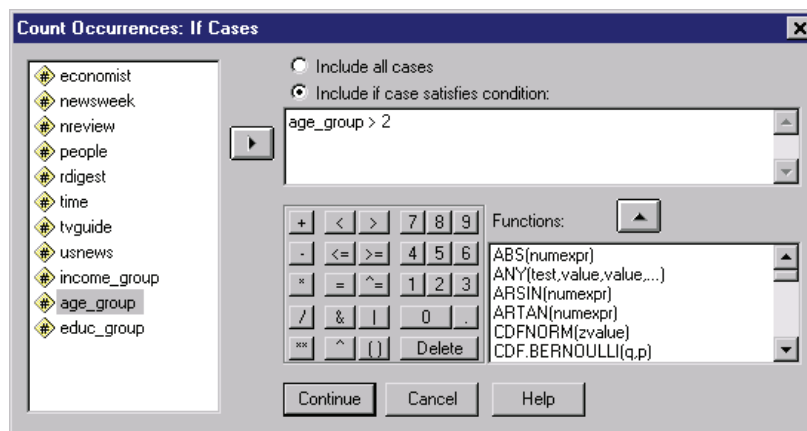 Count Occurrences: If Cases
economist
newsweek
nreview
people
rdigest
time
tvguide
usnews
income_group
age_group
educ_group
Include all cases
Include if case satisfies condition:
age_group > 2
+ < > 7 8 9
- <= >= 4 5 6
* = ^= 1 2 3
/ & | 0 .
** ^ () Delete
Functions:
ABS(numexpr)
ANY(test,value,value,...)
ARSIN(numexpr)
ARTAN(numexpr)
CDFNORM(zvalue)
CDF.BERNOULLI(q,p)
Continue Cancel Help